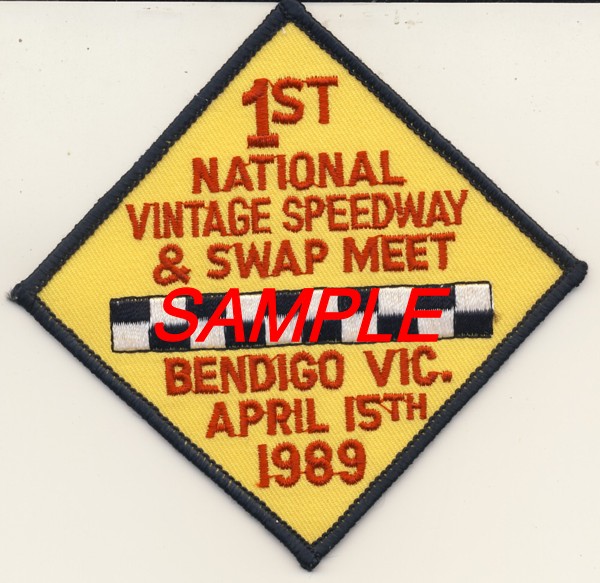 1ST
NATIONAL
VINTAGE SPEEDWAY
& SWAP MEET
SAMPLE
BENDIGO VIC.
APRIL 15TH
1989